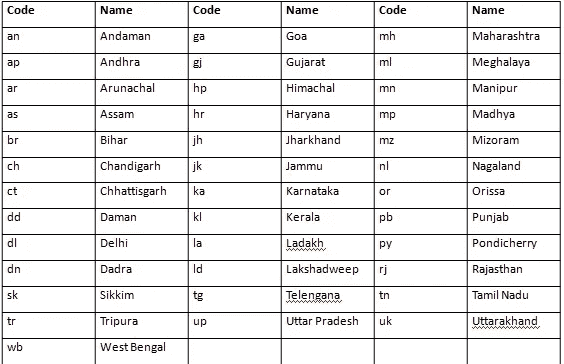 Code Name Code Name Code Name
an Andaman ga Goa mh Maharashtra
ap Andhra gj Gujarat ml Meghalaya
ar Arunachal hp Himachal mn Manipur
as Assam hr Haryana mp Madhya
br Bihar jh Jharkhand mz Mizoram
ch Chandigarh jk Jammu nl Nagaland
ct Chhattisgarh ka Karnataka or Orissa
dd Daman kl Kerala pb Punjab
dl Delhi la Ladakh py Pondicherry
dn Dadra ld Lakshadweep rj Rajasthan
sk Sikkim tg Telengana tn Tamil Nadu
tr Tripura up Uttar Pradesh uk Uttarakhand
wb West Bengal